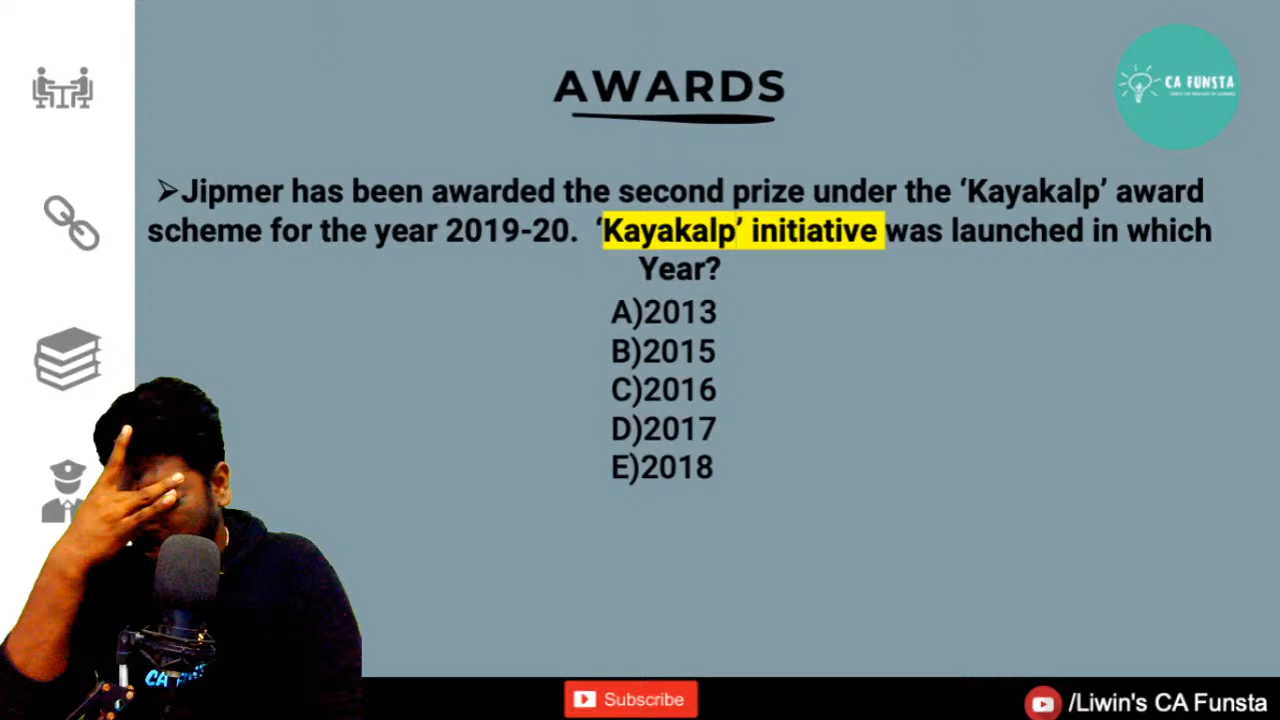 AWARDS
CA FUNSTA
➢Jipmer has been awarded the second prize under the ‘Kayakalp’ award
scheme for the year 2019-20. ‘Kayakalp’ initiative was launched in which
Year?
A)2013
B)2015
C)2016
D)2017
E)2018
Subscribe
/Liwin's CA Funsta